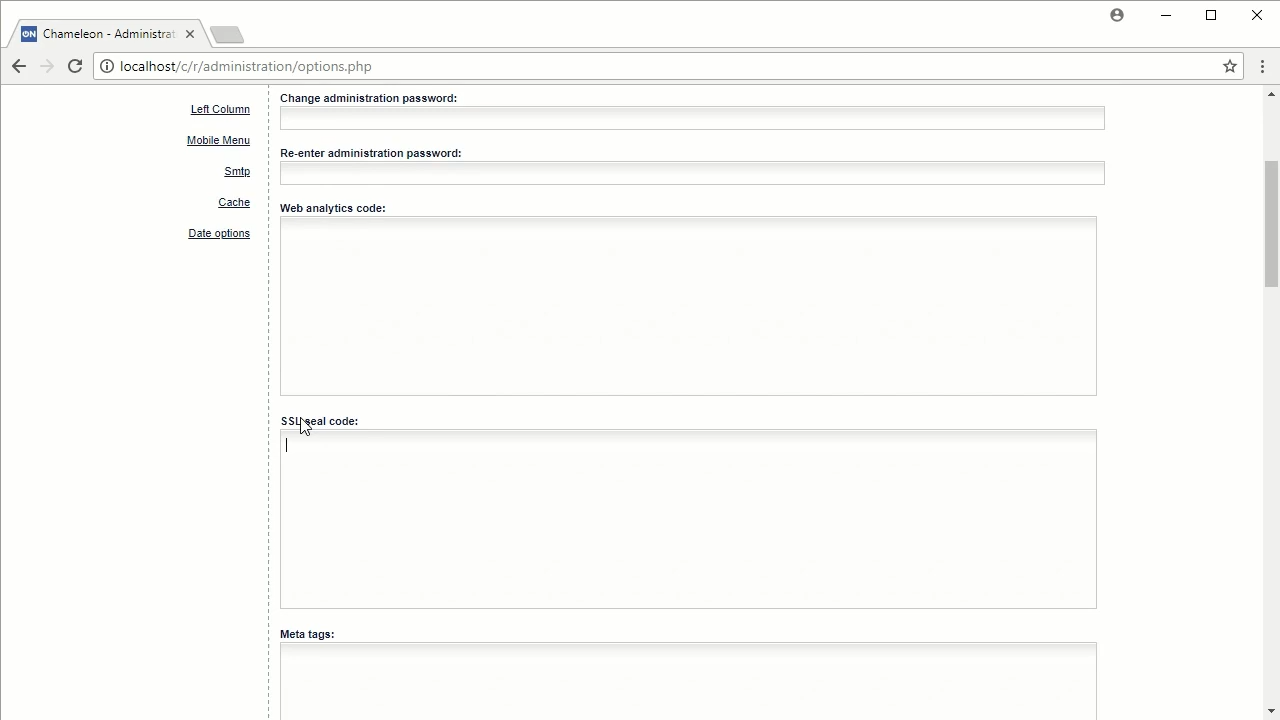 Chameleon - Administrat
localhost/c/r/administration/options.php
Left Column
Mobile Menu
Smtp
Cache
Date options
Change administration password:
Re-enter administration password:
Web analytics code:
SSL seal code:
Meta tags: